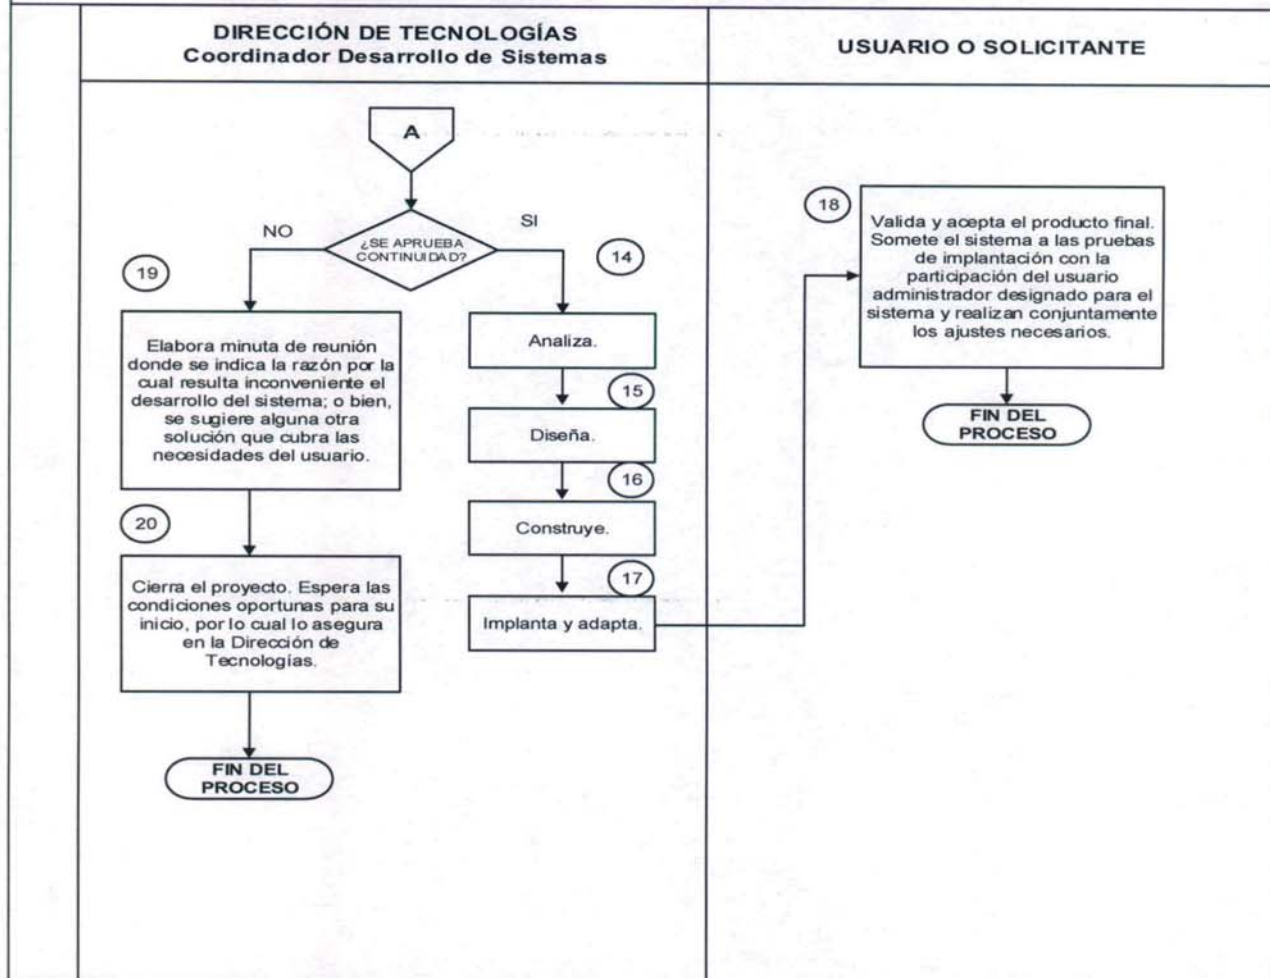 DIRECCIÓN DE TECNOLOGÍAS
Coordinador Desarrollo de Sistemas
USUARIO O SOLICITANTE
A
¿SE APRUEBA
CONTINUIDAD?
NO
SI
19
Elabora minuta de reunión
donde se indica la razón por la
cual resulta inconveniente el
desarrollo del sistema; o bien,
se sugiere alguna otra
solución que cubra las
necesidades del usuario.
20
Cierra el proyecto. Espera las
condiciones oportunas para su
inicio, por lo cual lo asegura
en la Dirección de
Tecnologías.
FIN DEL
PROCESO
14
Analiza.
15
Diseña.
16
Construye.
17
Implanta y adapta.
18
Valida y acepta el producto final.
Somete el sistema a las pruebas
de implantación con la
participación del usuario
administrador designado para el
sistema y realizan conjuntamente
los ajustes necesarios.
FIN DEL
PROCESO